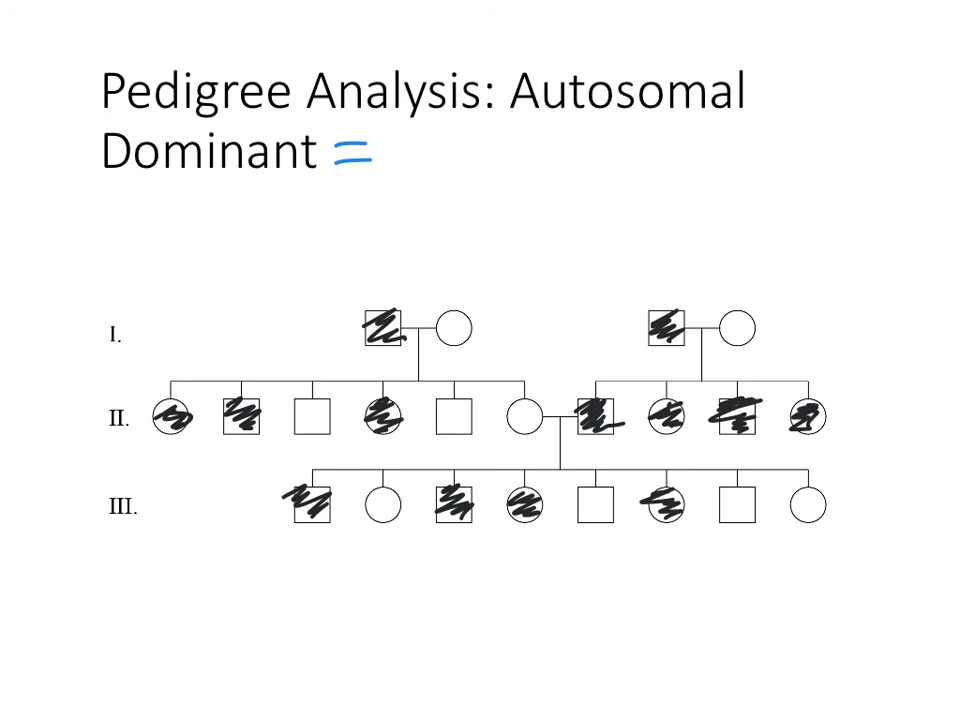 Pedigree Analysis: Autosomal
Dominant =
I.
II.
III.